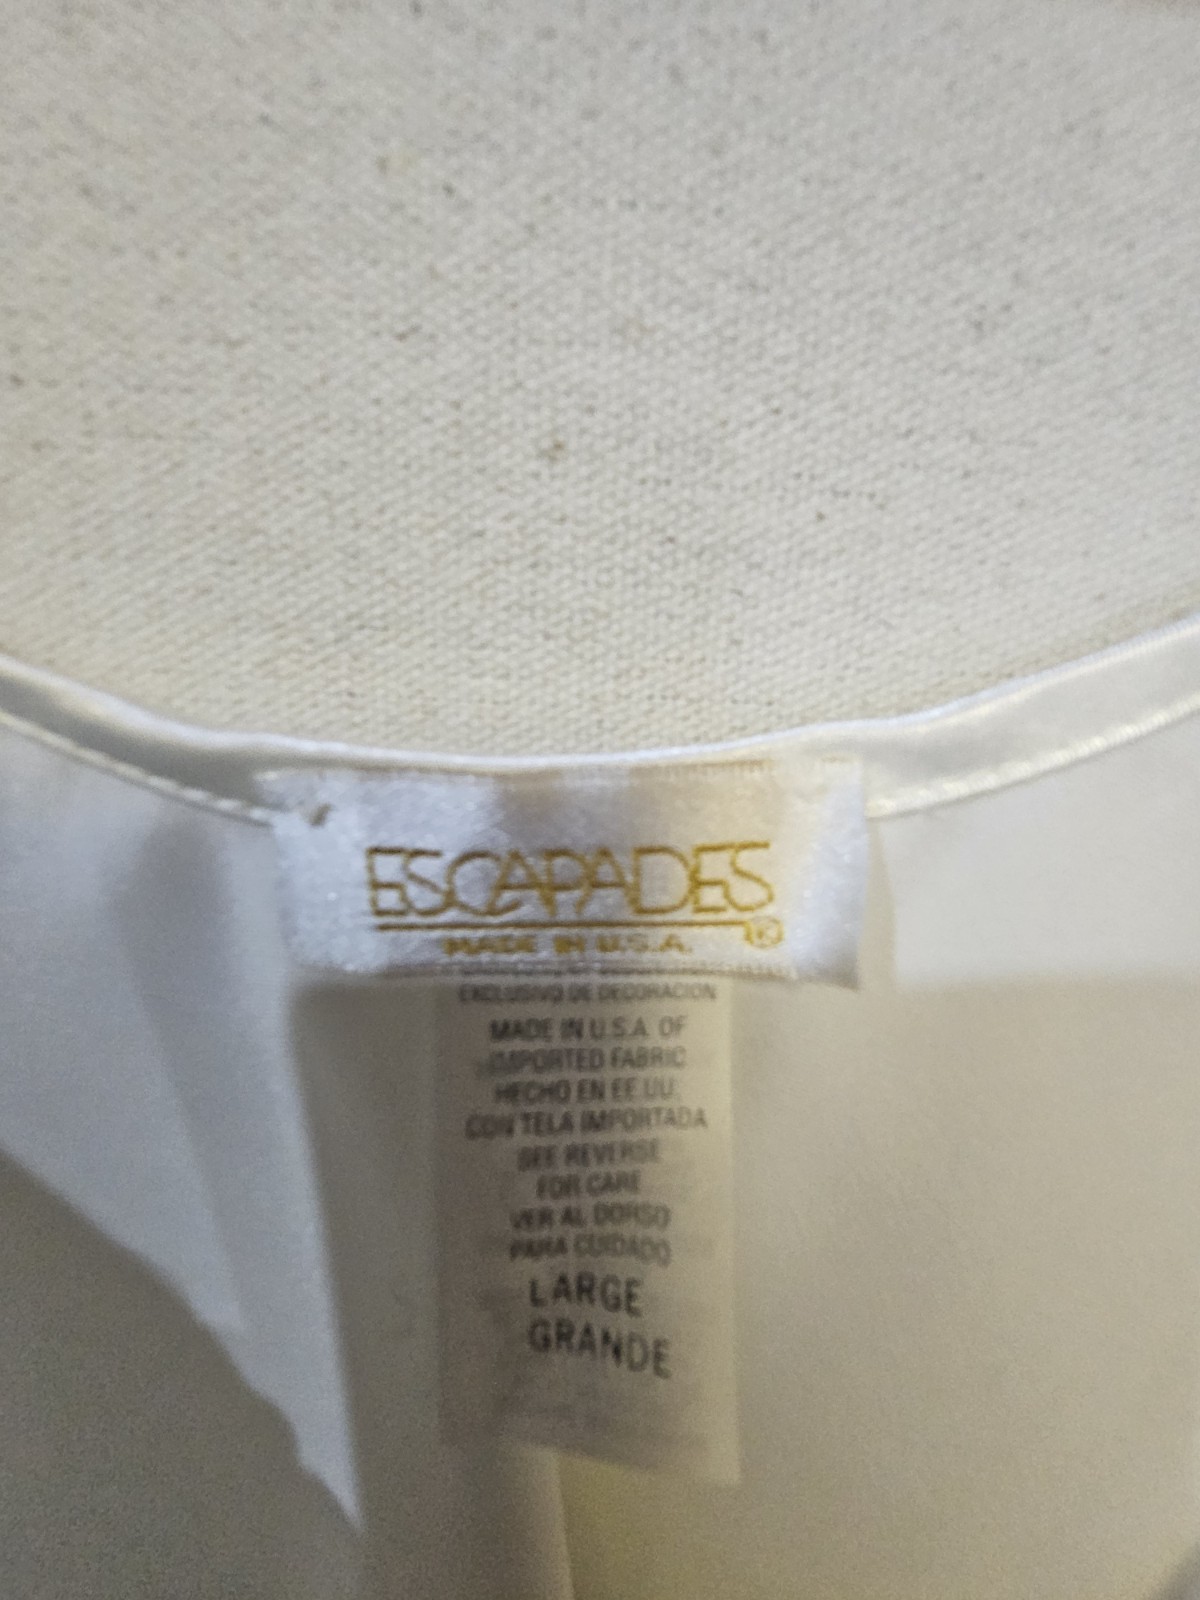 ESCAPADES
MADE IN U.S.A. ®
EXCLUSIVO DE DECORACION
MADE IN U.S.A. OF
IMPORTED FABRIC
HECHO EN EE.UU.
CON TELA IMPORTADA
SEE REVERSE
FOR CARE
VER AL DORSO
PARA CUIDADO
LARGE
GRANDE